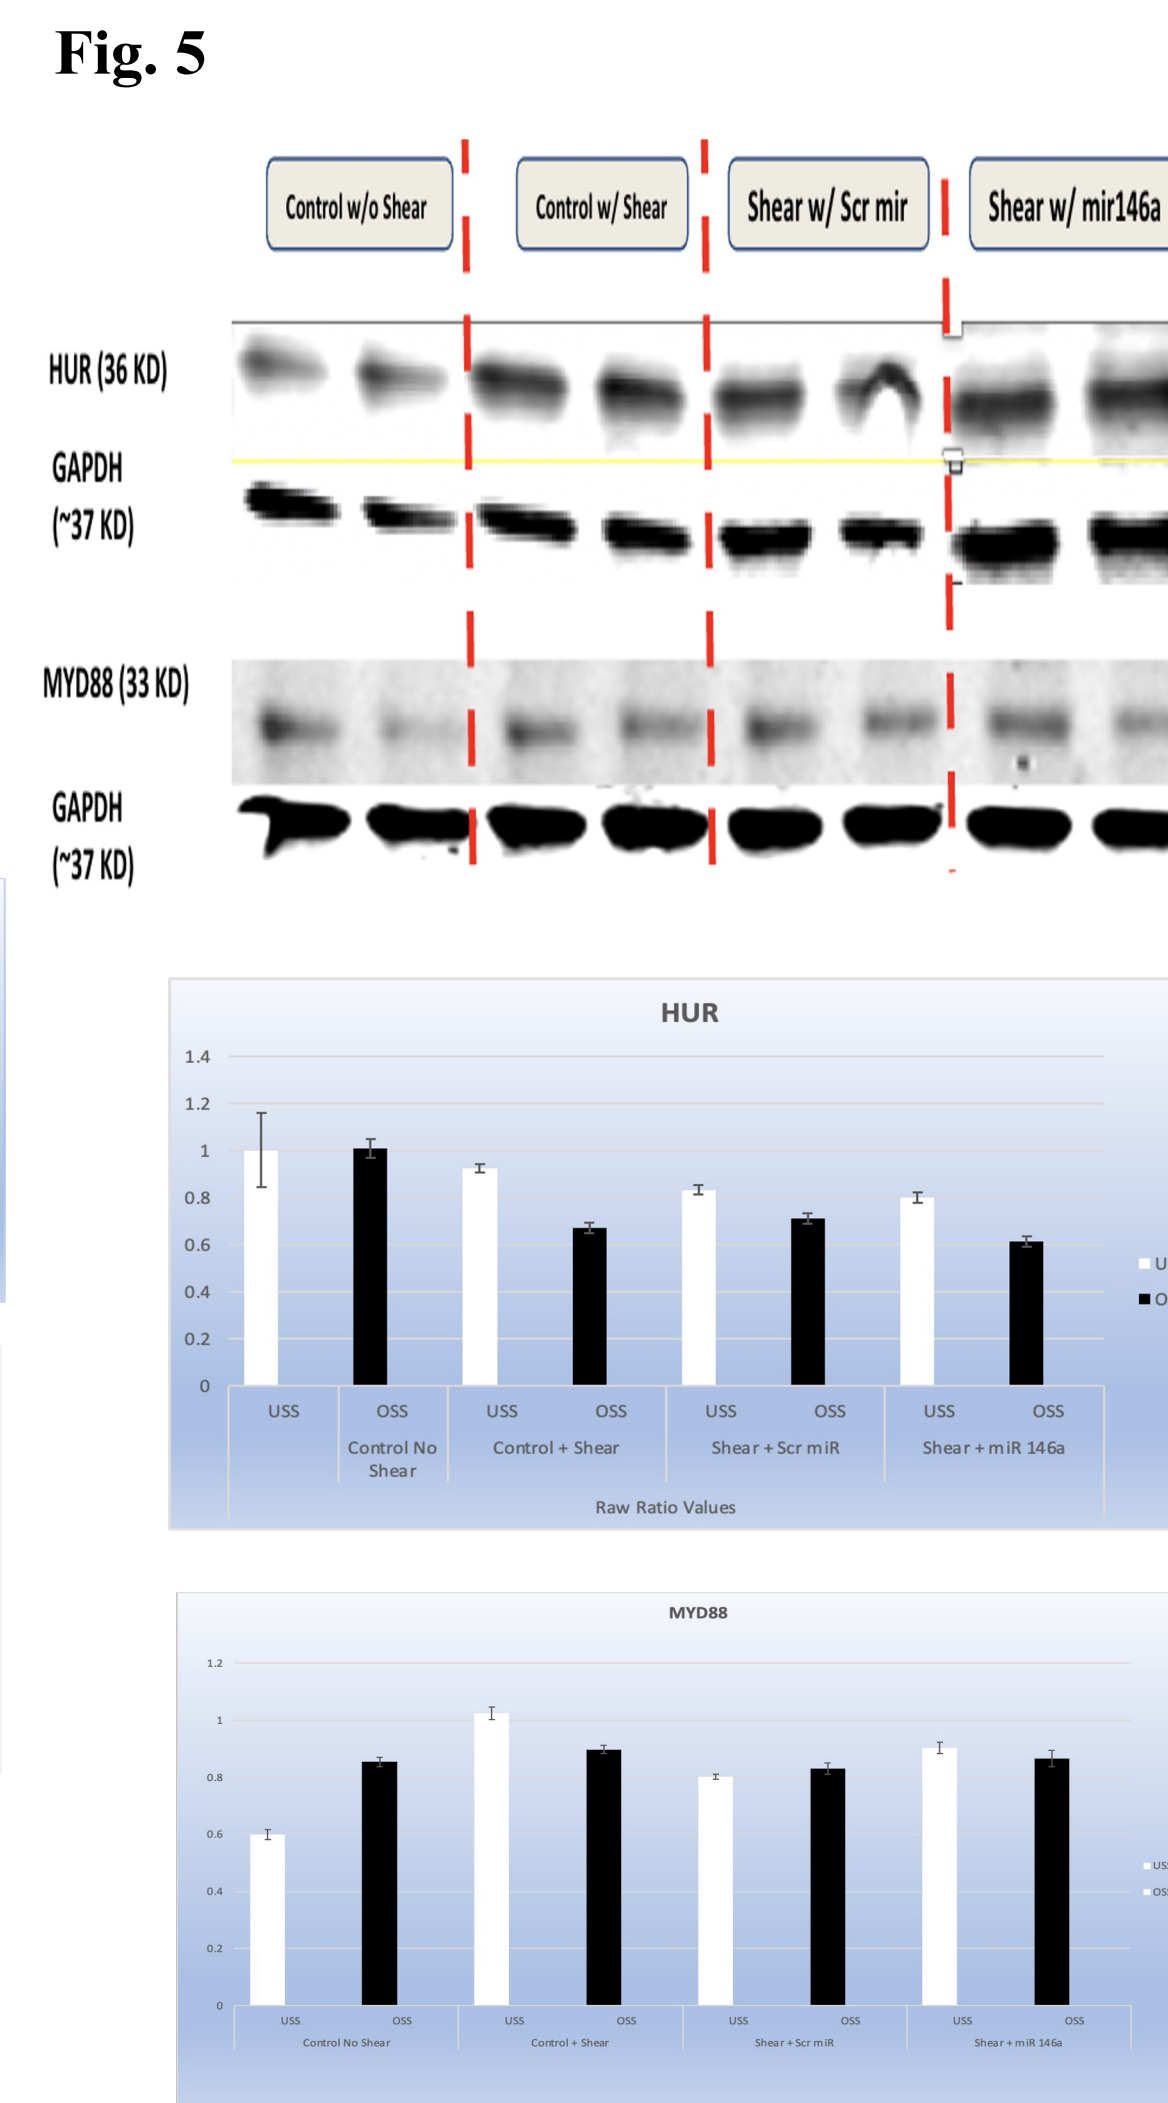 Fig. 5
Control w/o Shear
Control w/ Shear
Shear w/ Scr mir
Shear w/ mir146a
HUR (36 KD)
GAPDH
(~37 KD)
MYD88 (33 KD)
GAPDH
(~37 KD)
HUR
1.4
1.2
1
0.8
0.6
0.4
0.2
0
U
O
USS OSS USS OSS USS OSS USS OSS
Control No
Shear
Control + Shear
Shear + Scr miR
Shear + miR 146a
Raw Ratio Values
MYD88
1.2
1
0.8
0.6
0.4
0.2
0
US
OS
USS OSS USS OSS USS OSS USS OSS
Control No Shear
Control + Shear
Shear + Scr miR
Shear + miR 146a